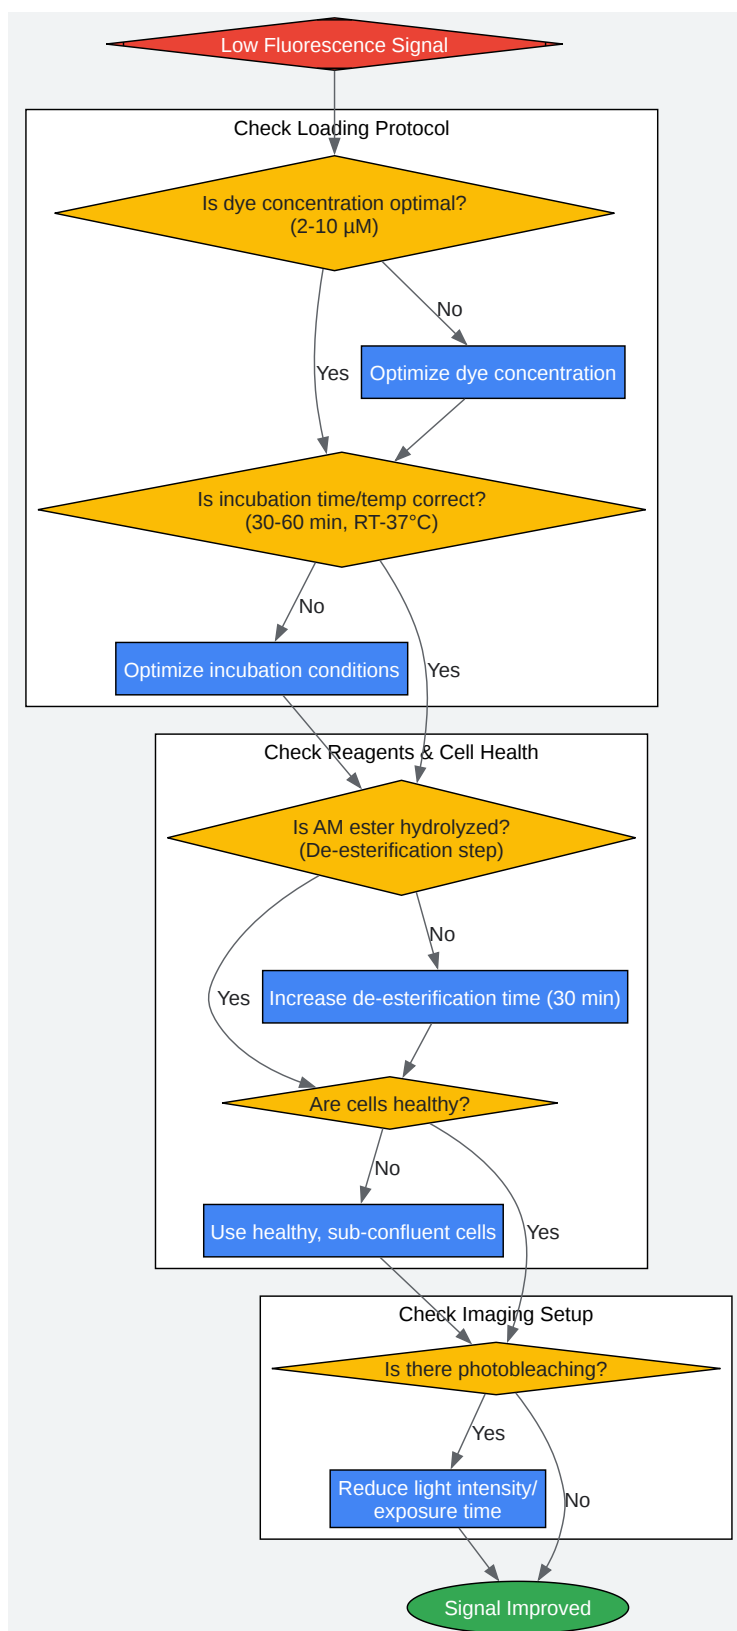 Low Fluorescence Signal
Check Loading Protocol
Is dye concentration optimal?
(2-10 µM)
No
Yes
Optimize dye concentration
Is incubation time/temp correct?
(30-60 min, RT-37°C)
No
Optimize incubation conditions
Yes
Check Reagents & Cell Health
Is AM ester hydrolyzed?
(De-esterification step)
No
Yes
Increase de-esterification time (30 min)
Are cells healthy?
No
Use healthy, sub-confluent cells
Yes
Check Imaging Setup
Is there photobleaching?
Yes
Reduce light intensity/
exposure time
No
Signal Improved